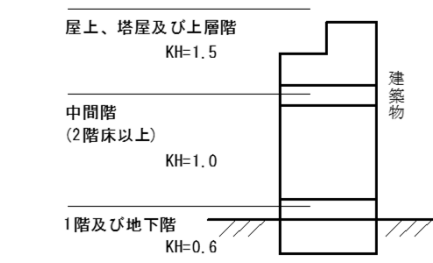 屋上、塔屋及び上層階
KH=1.5
建築物
中間階
(2階床以上)
KH=1.0
1階及び地下階
KH=0.6